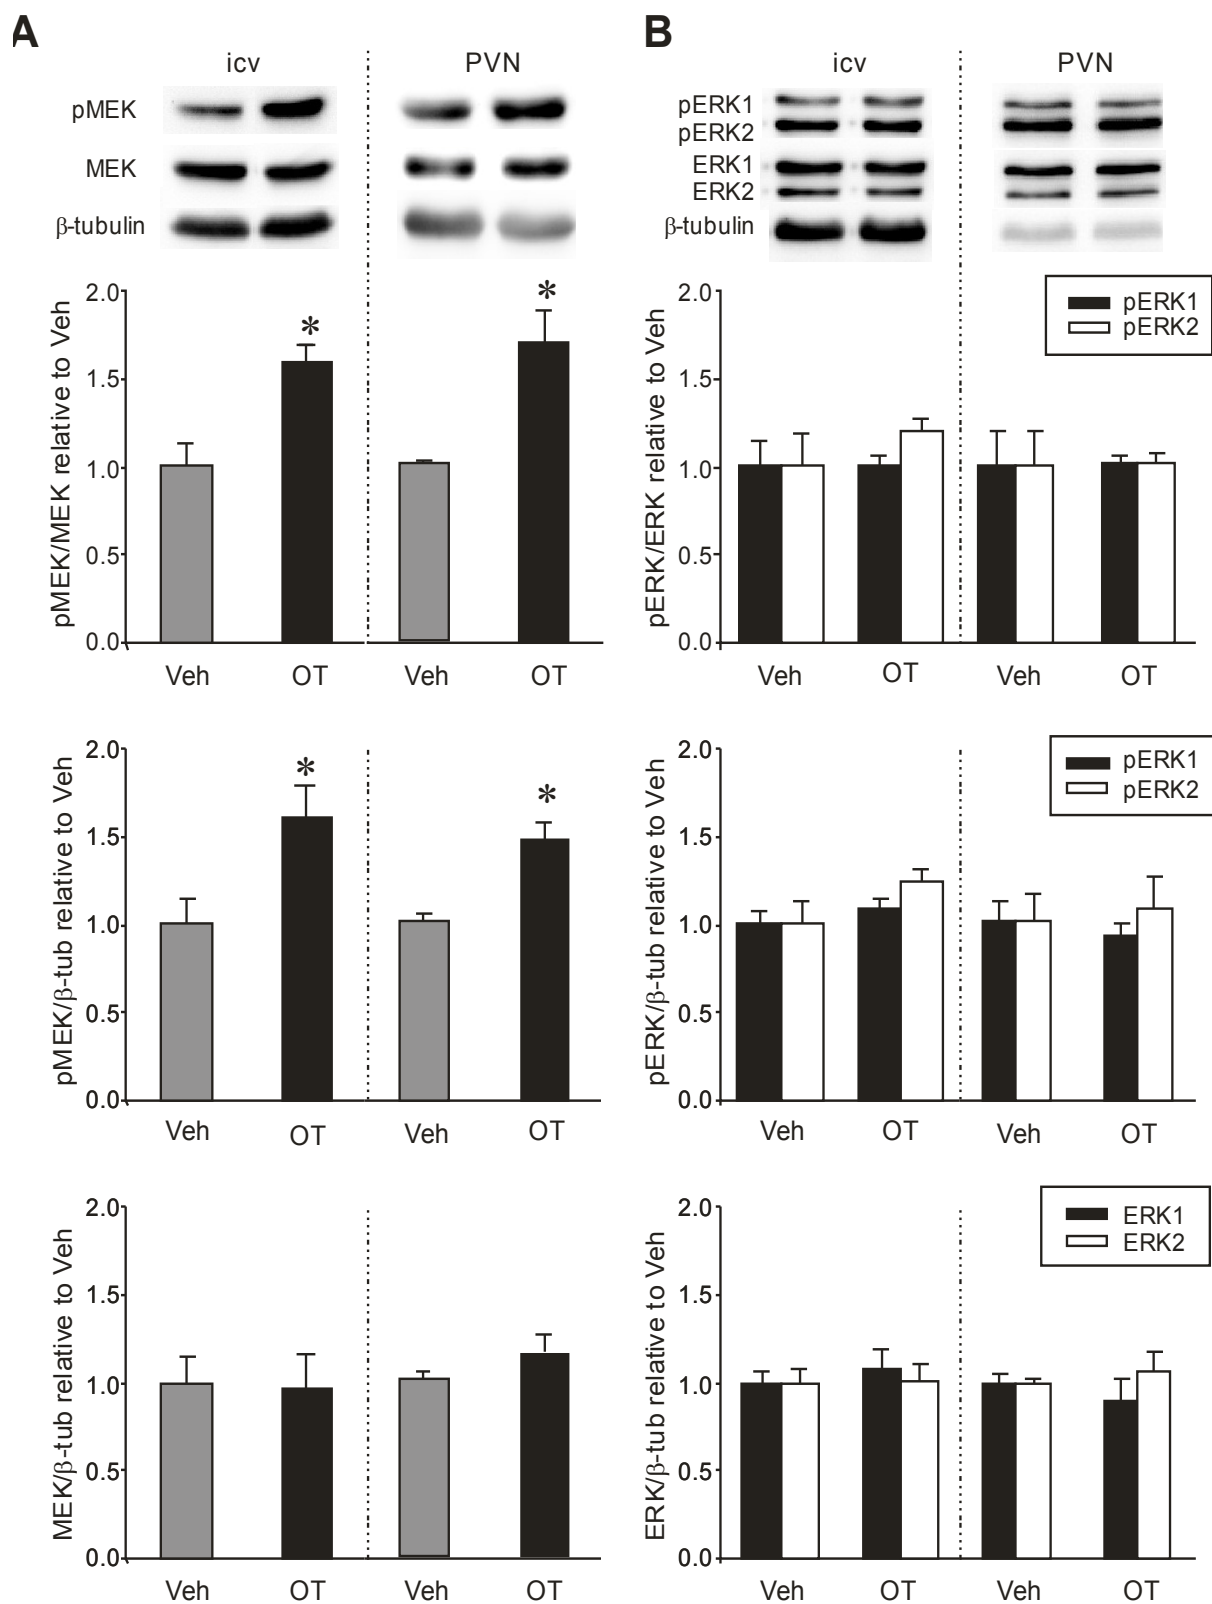 A
icv
PVN
pMEK
MEK
β-tubulin
pMEK/MEK relative to Veh
2.0
*
*
1.5
1.0
0.5
0.0
Veh
OT
Veh
OT
pMEK/β-tub relative to Veh
2.0
*
*
1.5
1.0
0.5
0.0
Veh
OT
Veh
OT
MEK/β-tub relative to Veh
2.0
1.5
1.0
0.5
0.0
Veh
OT
Veh
OT
B
icv
PVN
pERK1
pERK2
ERK1
ERK2
β-tubulin
pERK/ERK relative to Veh
2.0
1.5
1.0
0.5
0.0
pERK1
pERK2
Veh
OT
Veh
OT
pERK/β-tub relative to Veh
2.0
1.5
1.0
0.5
0.0
pERK1
pERK2
Veh
OT
Veh
OT
ERK/β-tub relative to Veh
2.0
1.5
1.0
0.5
0.0
ERK1
ERK2
Veh
OT
Veh
OT